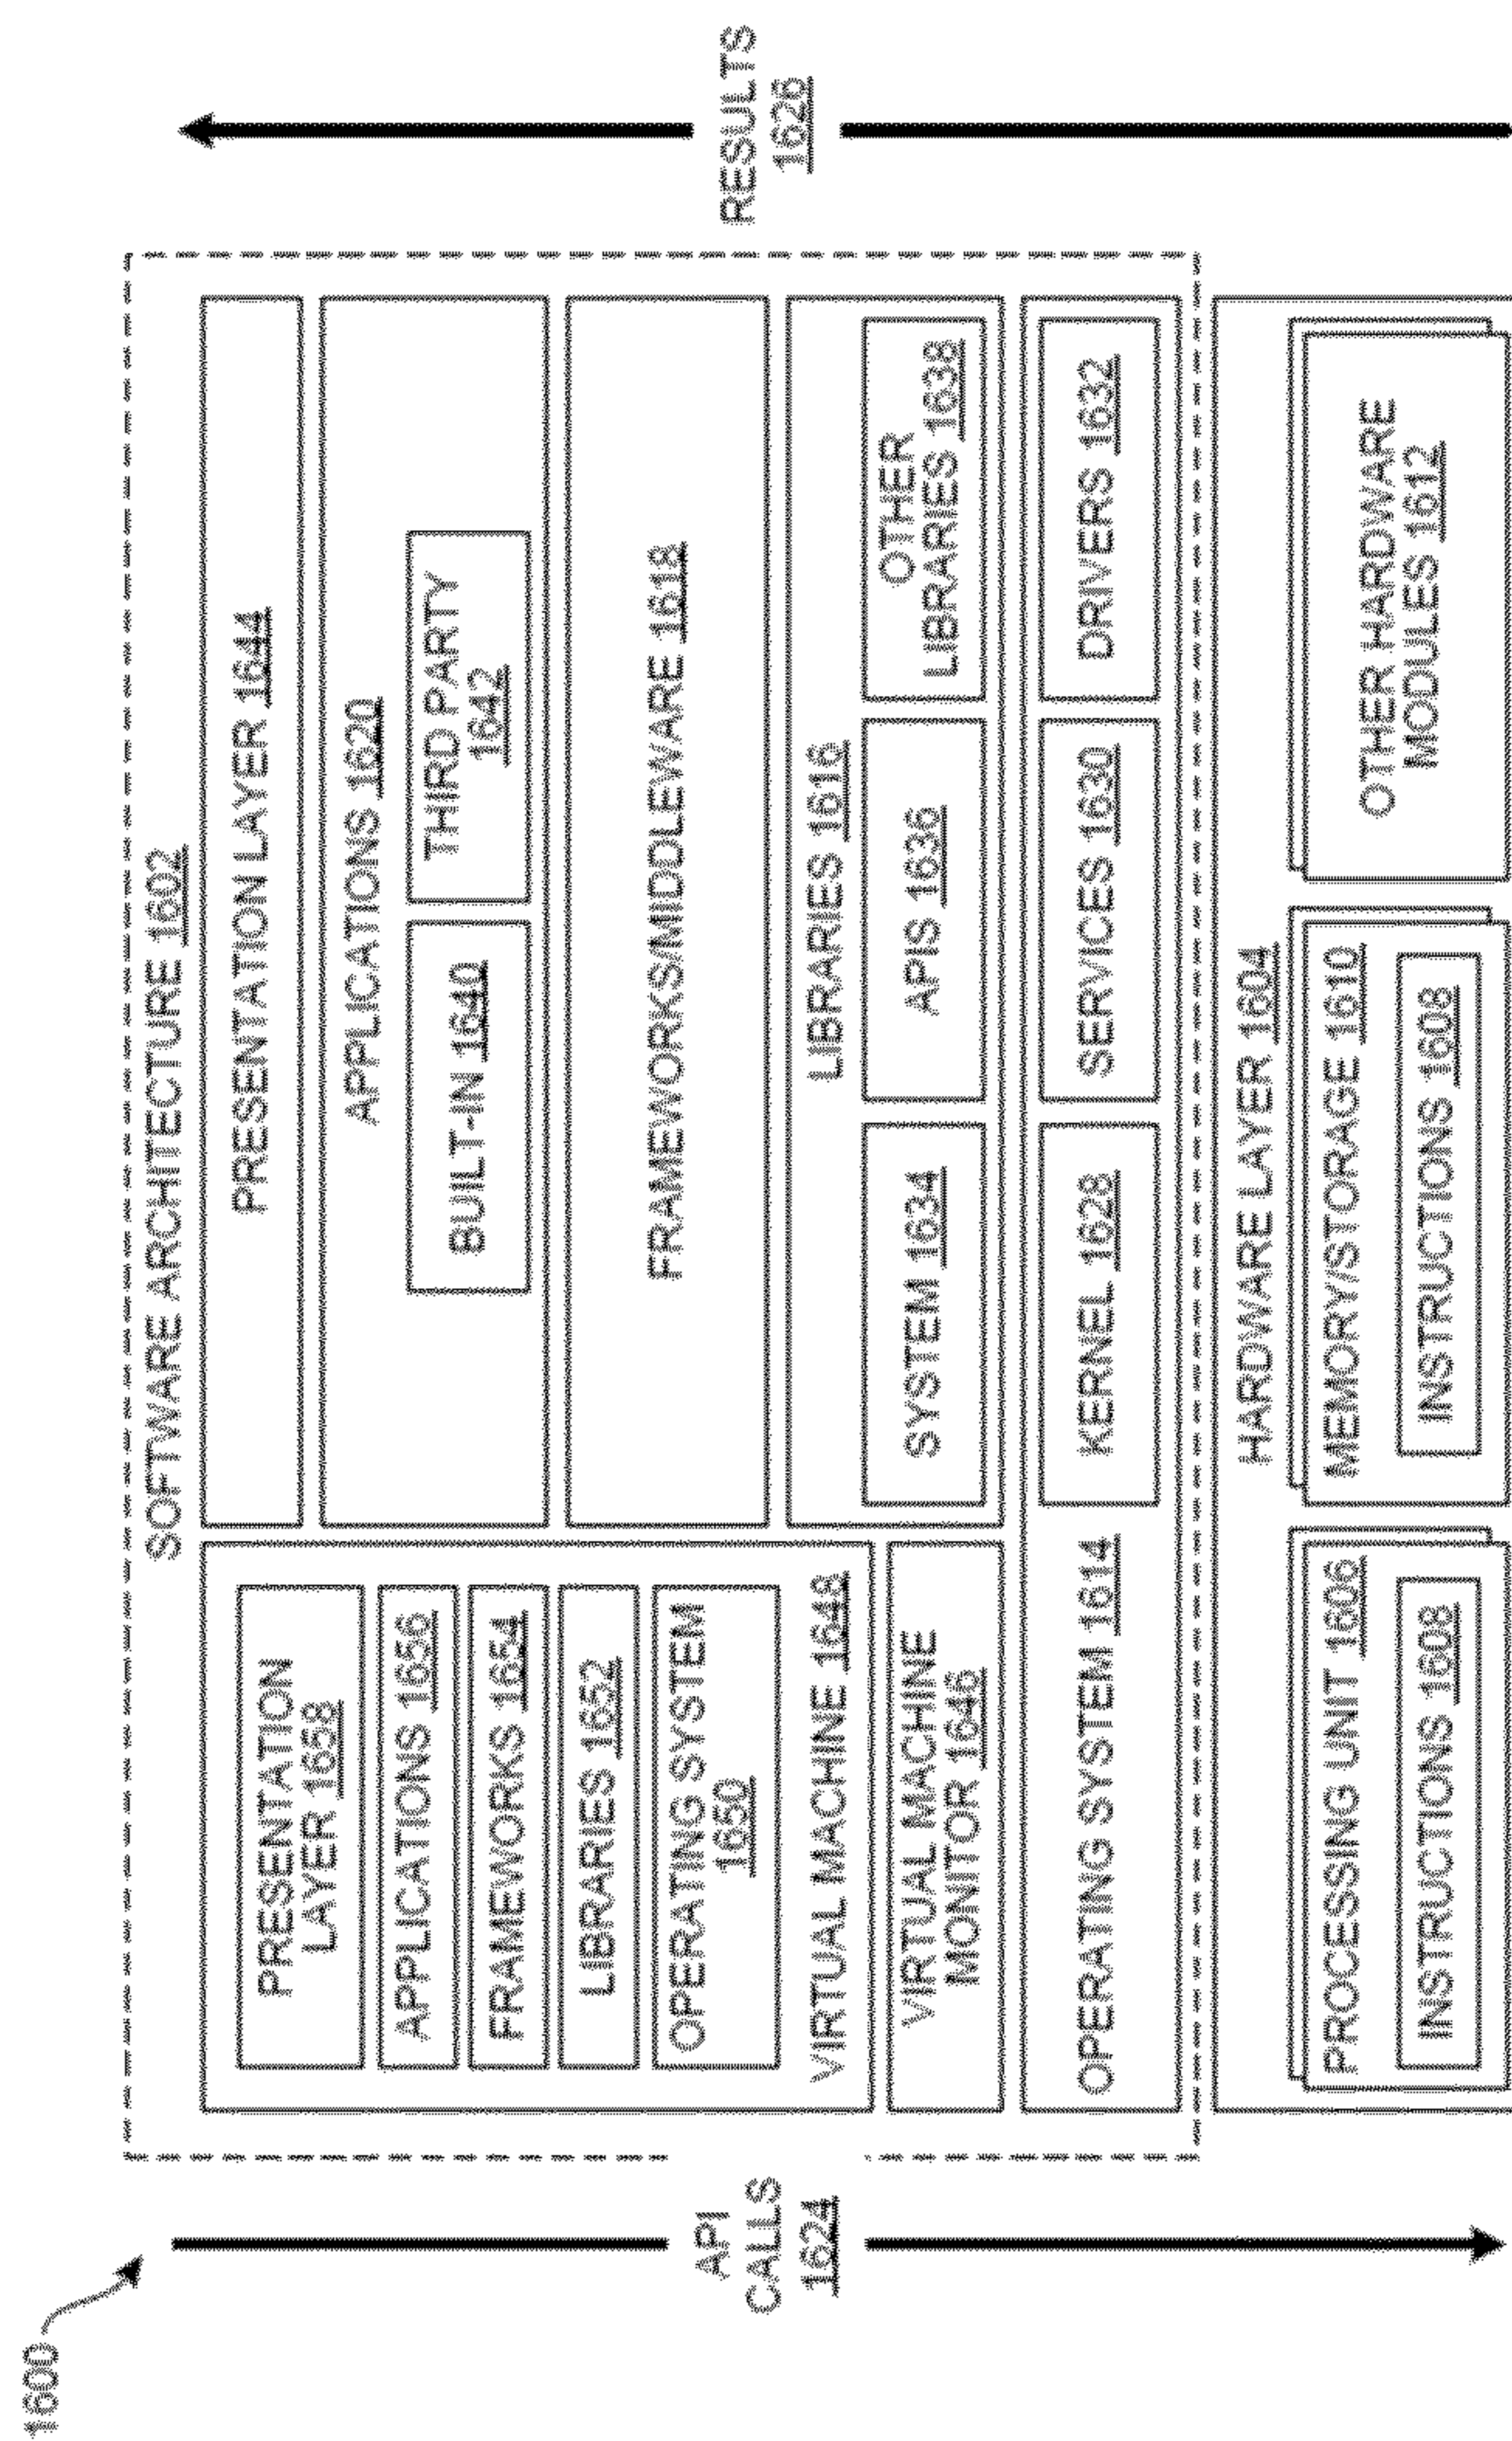 1600
SOFTWARE ARCHITECTURE 1602
PRESENTATION
LAYER 1658
APPLICATIONS 1656
FRAMEWORKS 1654
LIBRARIES 1652
OPERATING SYSTEM
1650
VIRTUAL MACHINE 1648
VIRTUAL MACHINE
MONITOR 1646
PRESENTATION LAYER 1644
APPLICATIONS 1620
BUILT-IN 1640
THIRD PARTY
1642
FRAMEWORKS/MIDDLEWARE 1618
LIBRARIES 1616
SYSTEM 1634
APIS 1636
OTHER
LIBRARIES 1638
OPERATING SYSTEM 1614
KERNEL 1628
SERVICES 1630
DRIVERS 1632
API
CALLS
1624
RESULTS
1626
HARDWARE LAYER 1604
PROCESSING UNIT 1606
INSTRUCTIONS 1608
MEMORY/STORAGE 1610
INSTRUCTIONS 1608
OTHER HARDWARE
MODULES 1612